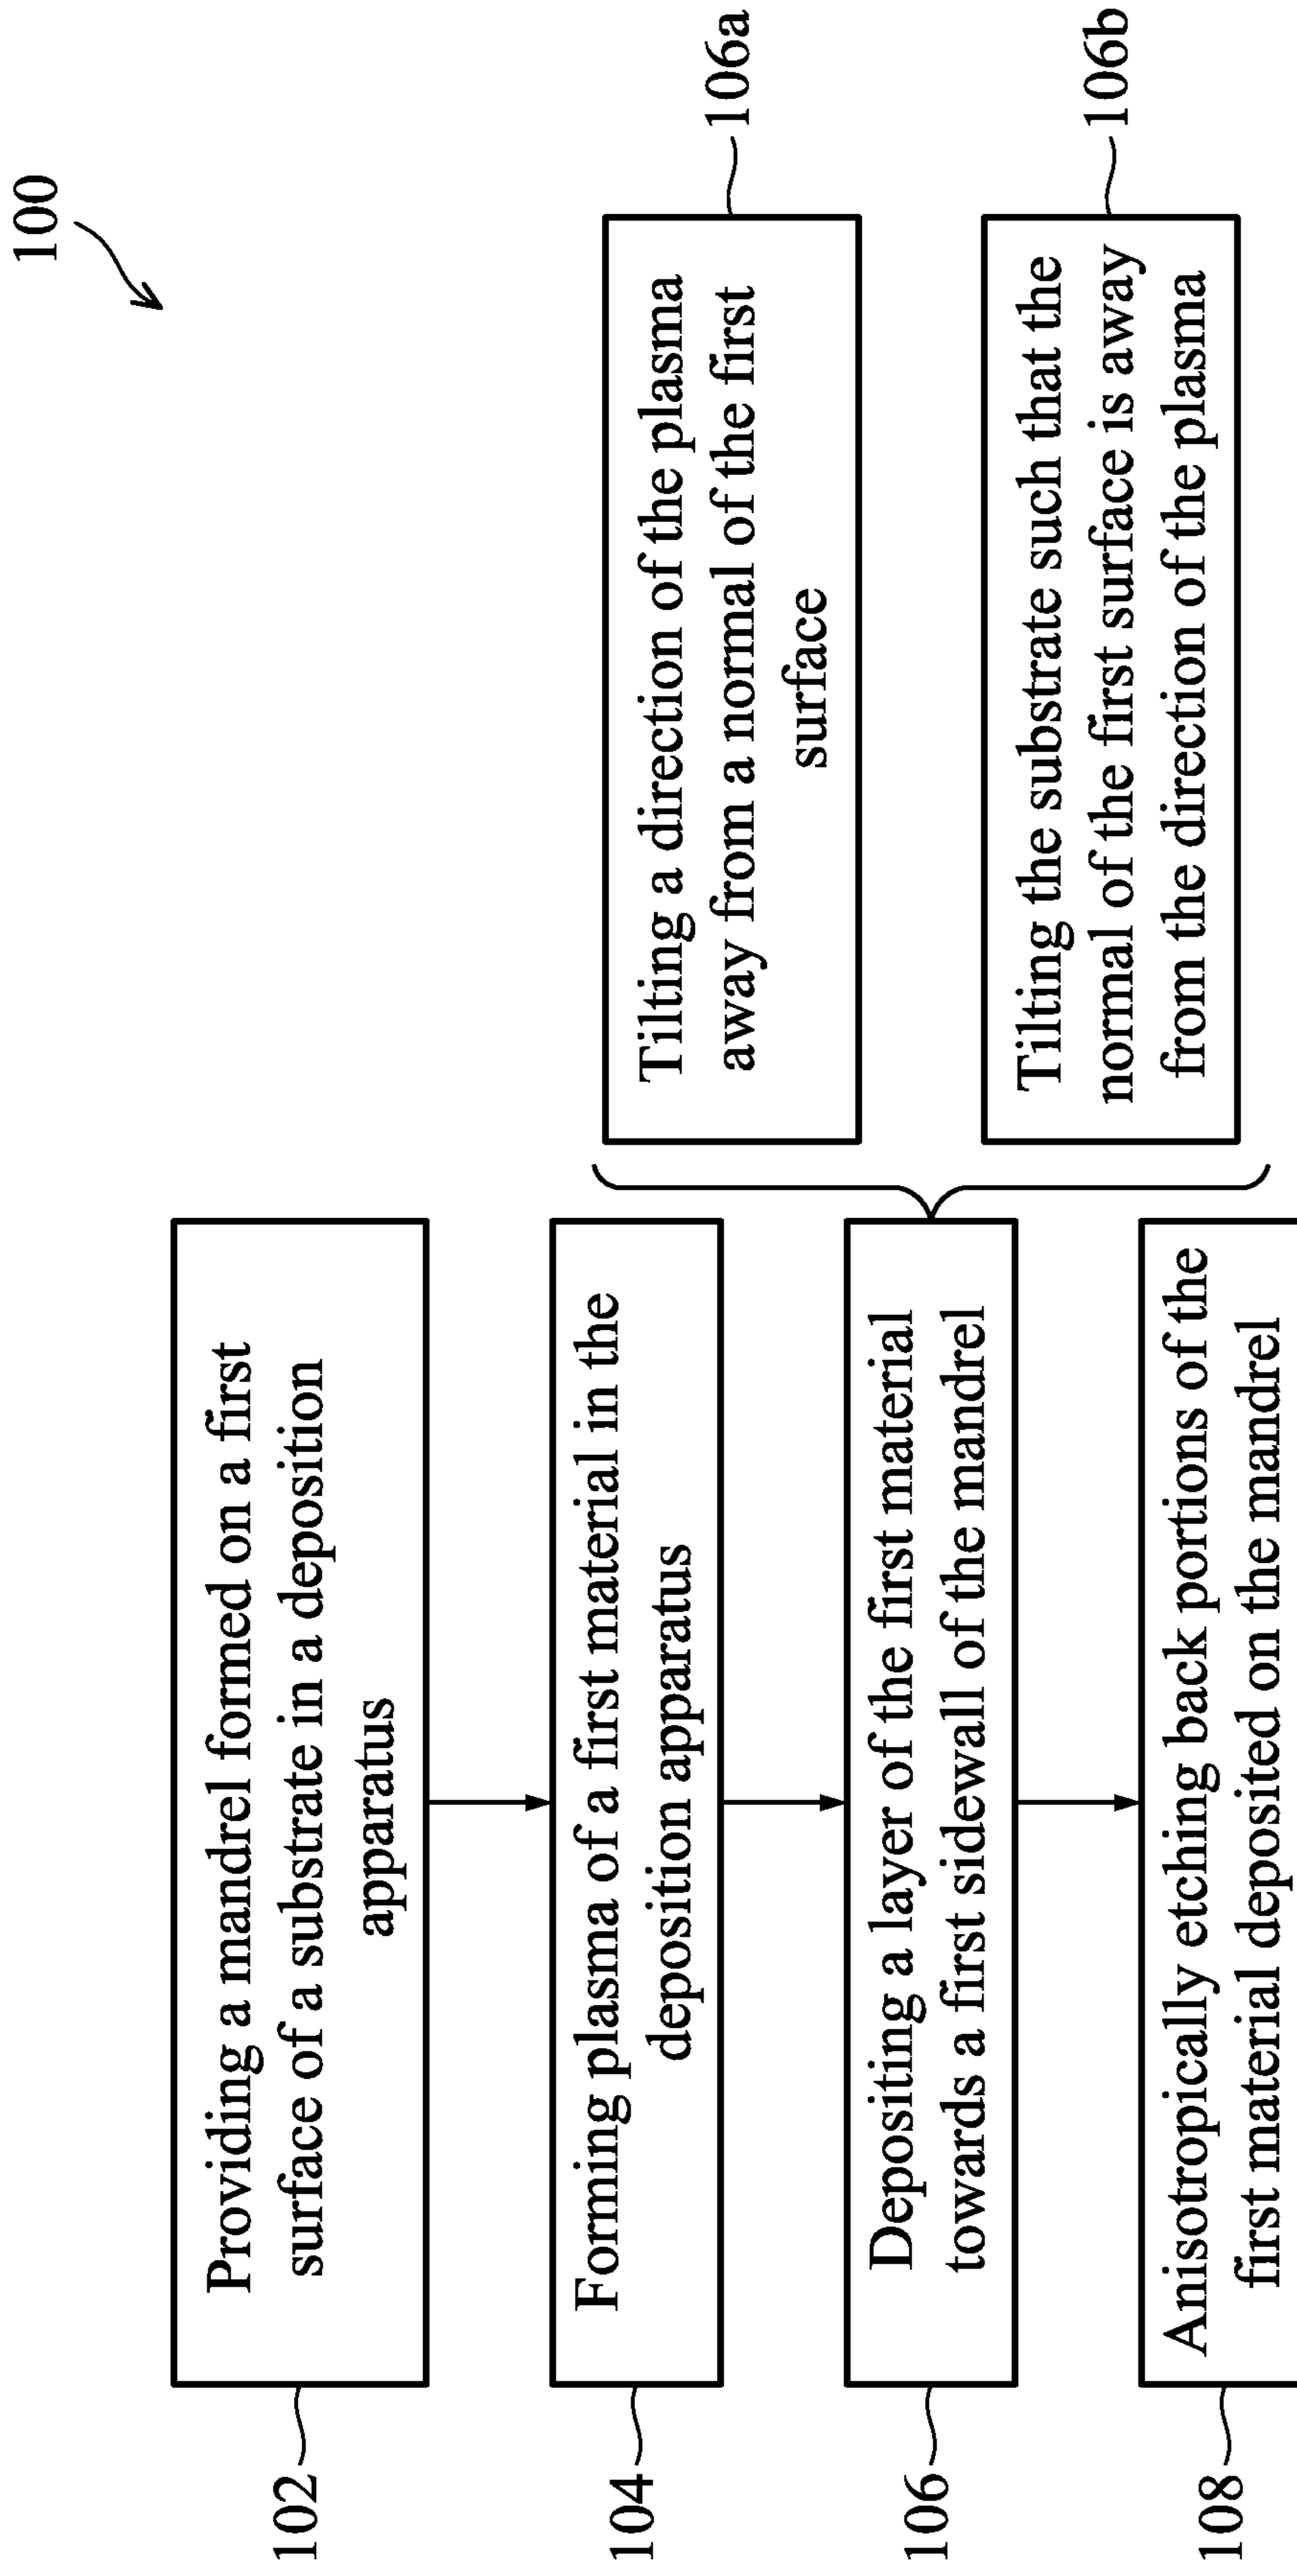 100
102
Providing a mandrel formed on a first
surface of a substrate in a deposition
apparatus
104
Forming plasma of a first material in the
deposition apparatus
106
Depositing a layer of the first material
towards a first sidewall of the mandrel
106a
Tilting a direction of the plasma
away from a normal of the first
surface
106b
Tilting the substrate such that the
normal of the first surface is away
from the direction of the plasma
108
Anisotropically etching back portions of the
first material deposited on the mandrel